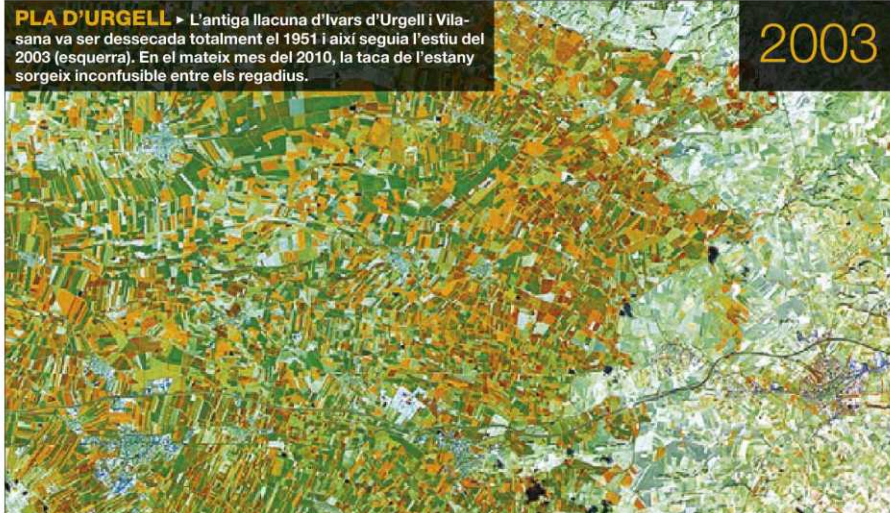 PLA D'URGELL ▸ L'antiga llacuna d'Ivars d'Urgell i Vila-
sana va ser dessecada totalment el 1951 i així seguia l'estiu del
2003 (esquerra). En el mateix mes del 2010, la taca de l'estany
sorgeix inconfusible entre els regadius.
2003